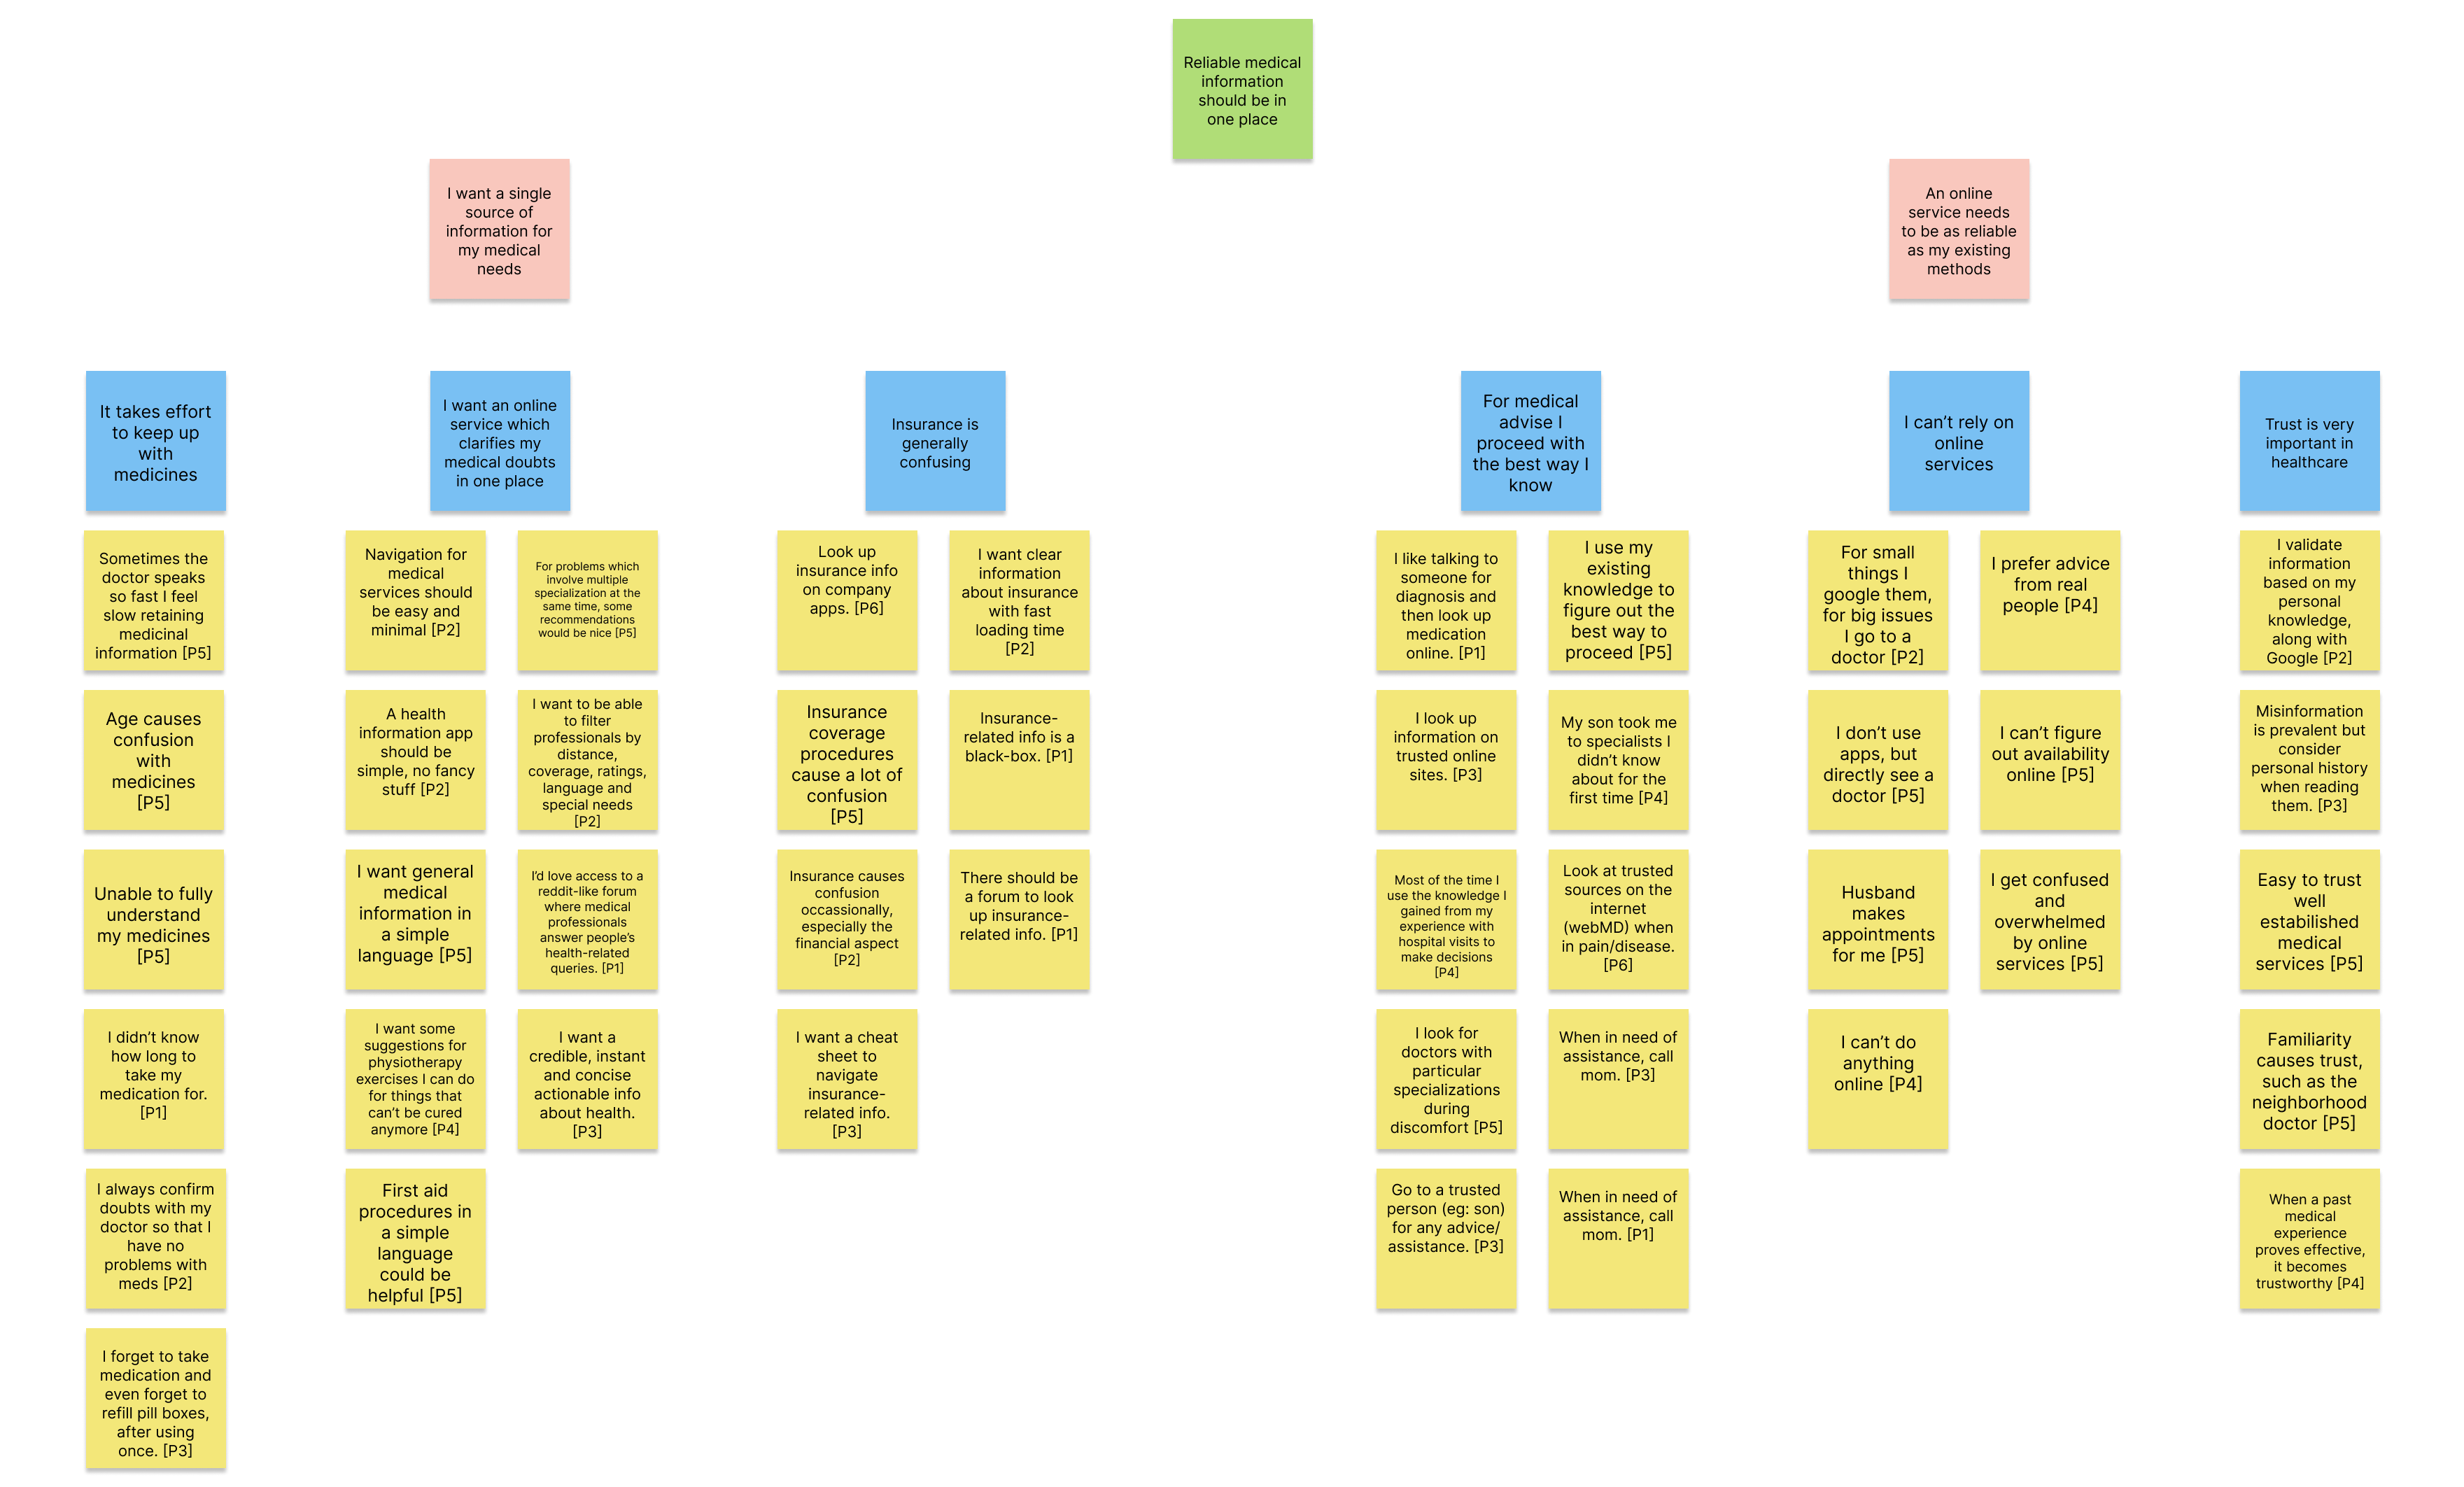 Reliable medical
information
should be in
one place
I want a single
source of
information for
my medical
needs
An online
service needs
to be as reliable
as my existing
methods
It takes effort
to keep up
with
medicines
I want an online
service which
clarifies my
medical doubts
in one place
Insurance is
generally
confusing
For medical
advise I
proceed with
the best way I
know
I can’t rely on
online
services
Trust is very
important in
healthcare
Sometimes the
doctor speaks
so fast I feel
slow retaining
medicinal
information [P5]
Age causes
confusion
with
medicines
[P5]
Unable to fully
understand
my medicines
[P5]
I didn’t know
how long to
take my
medication for.
[P1]
I always confirm
doubts with my
doctor so that I
have no
problems with
meds [P2]
I forget to take
medication and
even forget to
refill pill boxes,
after using
once. [P3]
Navigation for
medical
services should
be easy and
minimal [P2]
For problems which
involve multiple
specialization at the
same time, some
recommendations
would be nice [P5]
A health
information app
should be
simple, no fancy
stuff [P2]
I want to be able
to filter
professionals by
distance,
coverage, ratings,
language and
special needs
[P2]
I want general
medical
information in
a simple
language [P5]
I’d love access to a
reddit-like forum
where medical
professionals
answer people’s
health-related
queries. [P1]
I want some
suggestions for
physiotherapy
exercises I can do
for things that
can’t be cured
anymore [P4]
I want a
credible, instant
and concise
actionable info
about health.
[P3]
First aid
procedures in
a simple
language
could be
helpful [P5]
Look up
insurance info
on company
apps. [P6]
I want clear
information
about insurance
with fast
loading time
[P2]
Insurance
coverage
procedures
cause a lot of
confusion
[P5]
Insurance-
related info is a
black-box. [P1]
Insurance causes
confusion
occassionally,
especially the
financial aspect
[P2]
There should be
a forum to look
up insurance-
related info. [P1]
I want a cheat
sheet to
navigate
insurance-
related info.
[P3]
I like talking to
someone for
diagnosis and
then look up
medication
online. [P1]
I use my
existing
knowledge to
figure out the
best way to
proceed [P5]
I look up
information on
trusted online
sites. [P3]
My son took me
to specialists I
didn’t know
about for the
first time [P4]
Most of the time I
use the knowledge I
gained from my
experience with
hospital visits to
make decisions
[P4]
Look at trusted
sources on the
internet
(webMD) when
in pain/disease.
[P6]
I look for
doctors with
particular
specializations
during
discomfort [P5]
When in need of
assistance, call
mom. [P3]
Go to a trusted
person (eg: son)
for any advice/
assistance. [P3]
When in need of
assistance, call
mom. [P1]
For small
things I
google them,
for big issues
I go to a
doctor [P2]
I prefer advice
from real
people [P4]
I don’t use
apps, but
directly see a
doctor [P5]
I can’t figure
out availability
online [P5]
Husband
makes
appointments
for me [P5]
I get confused
and
overwhelmed
by online
services [P5]
I can’t do
anything
online [P4]
I validate
information
based on my
personal
knowledge,
along with
Google [P2]
Misinformation
is prevalent but
consider
personal history
when reading
them. [P3]
Easy to trust
well
estabilished
medical
services [P5]
Familiarity
causes trust,
such as the
neighborhood
doctor [P5]
When a past
medical
experience
proves effective,
it becomes
trustworthy [P4]